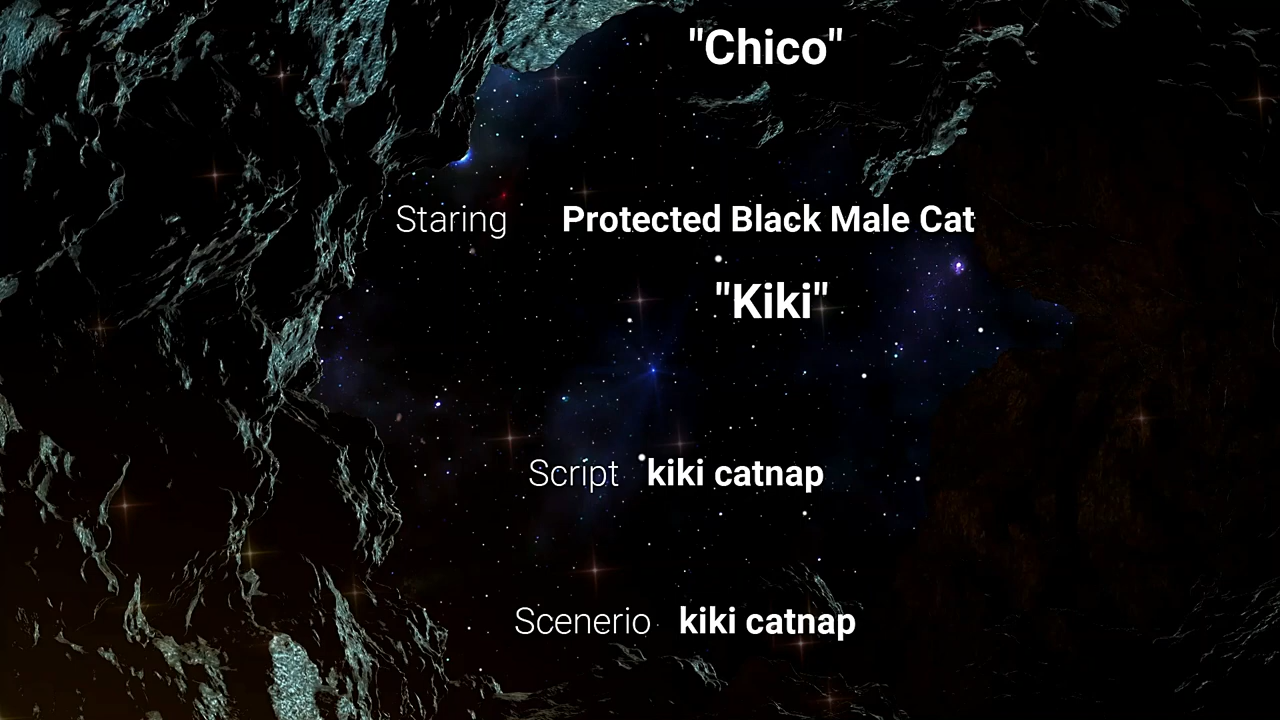 "Chico"
Staring Protected Black Male Cat
"Kiki"
Script kiki catnap
Scenerio kiki catnap